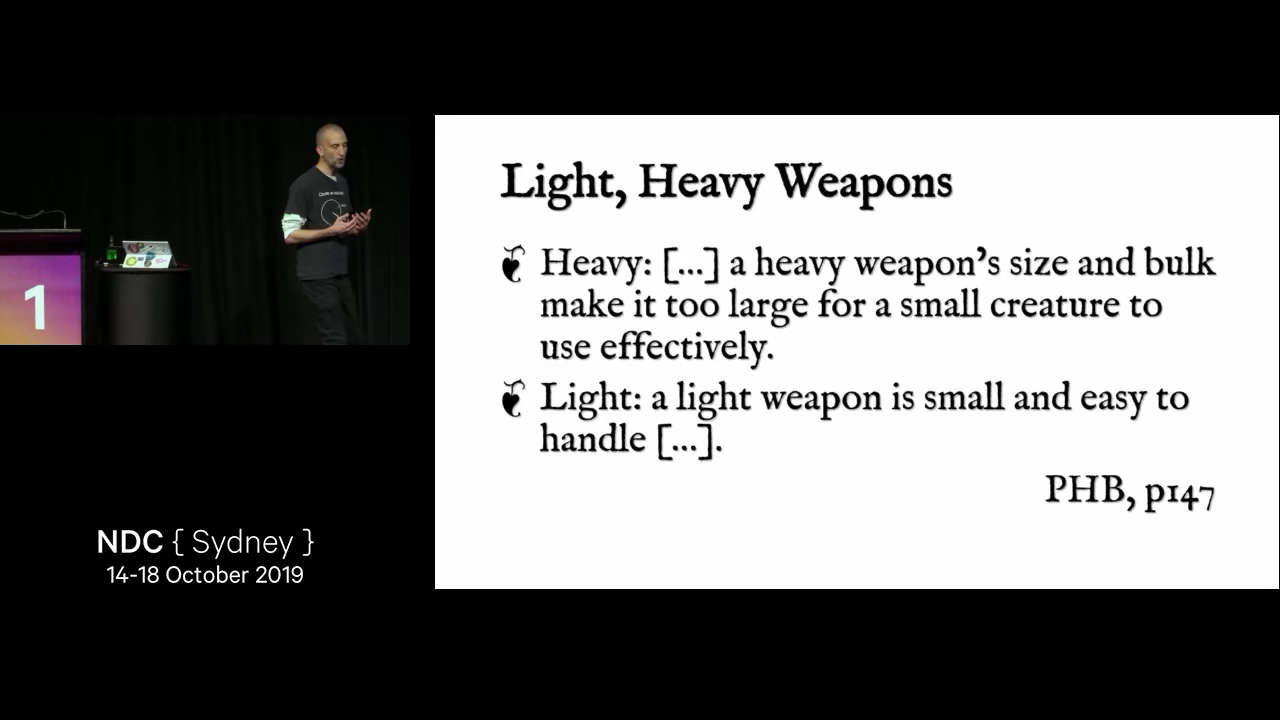 1
Light, Heavy Weapons
Heavy: [...] a heavy weapon's size and bulk
make it too large for a small creature to
use effectively.
Light: a light weapon is small and easy to
handle [...].
PHB, p147
NDC { Sydney }
14-18 October 2019